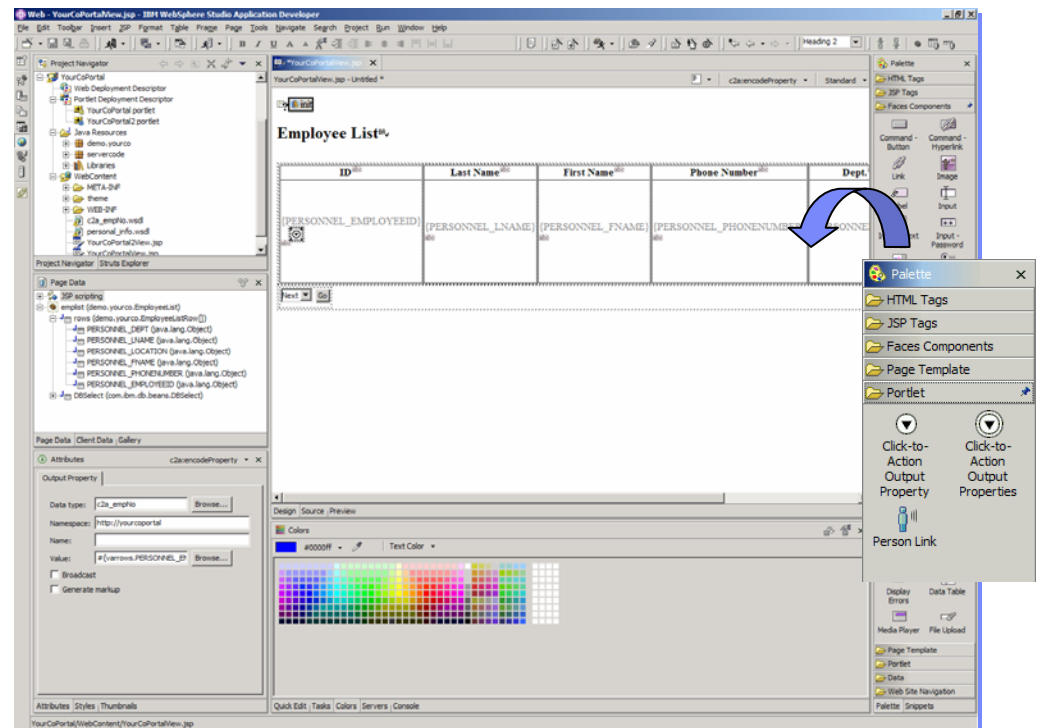 Web - YourCoPortalView.jsp - IBM WebSphere Studio Application Developer
File Edit Toolbar Insert JSP Format Table Frame Page Tools Navigate Search Project Run Window Help
Heading 2
Project Navigator
YourCoPortal
Web Deployment Descriptor
Portlet Deployment Descriptor
YourCoPortal portlet
YourCoPortal2 portlet
Java Resources
demo.yourco
servercode
Libraries
WebContent
META-INF
theme
WEB-INF
c2a_empNo.wsdl
personal_info.wsdl
YourCoPortal2View.jsp
YourCoPortalView.jsp
Project Navigator Struts Explorer
Page Data
JSP scripting
emplist (demo.yourco.EmployeeList)
rows (demo.yourco.EmployeeListRow[])
PERSONNEL_DEPT (java.lang.Object)
PERSONNEL_LNAME (java.lang.Object)
PERSONNEL_LOCATION (java.lang.Object)
PERSONNEL_FNAME (java.lang.Object)
PERSONNEL_PHONENUMBER (java.lang.Object)
PERSONNEL_EMPLOYEEID (java.lang.Object)
DBSelect (com.ibm.db.beans.DBSelect)
Page Data Client Data Gallery
Attributes c2a:encodeProperty
Output Property
Data type: c2a_empNo Browse...
Namespace: http://yourcoportal
Name:
Value: #{varrows.PERSONNEL_E Browse...
Broadcast
Generate markup
Attributes Styles Thumbnails
YourCoPortal/WebContent/YourCoPortalView.jsp
*YourCoPortalView.jsp
YourCoPortalView.jsp - Untitled * c2a:encodeProperty Standard
init
Employee List
ID Last Name First Name Phone Number Dept.
{PERSONNEL_EMPLOYEEID} {PERSONNEL_LNAME} {PERSONNEL_FNAME} {PERSONNEL_PHONENUM
Next Go
Design Source Preview
Colors
#0000ff Text Color
Quick Edit Tasks Colors Servers Console
Palette
HTML Tags
JSP Tags
Faces Components
Command - Button
Command - Hyperlink
Link Image
Input
Input - Password
Palette
HTML Tags
JSP Tags
Faces Components
Page Template
Portlet
Click-to-Action Output Property
Click-to-Action Output Properties
Person Link
Display Errors
Data Table
Media Player File Upload
Page Template
Portlet
Data
Web Site Navigation
Palette Snippets